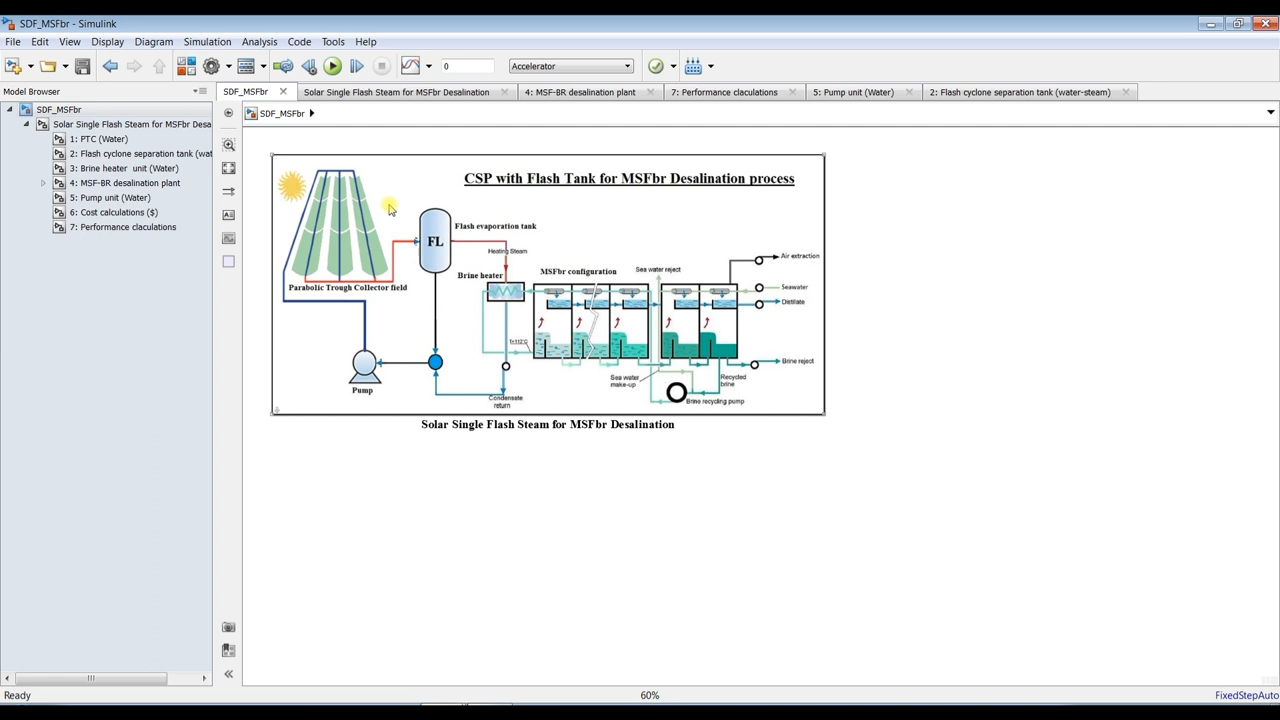 SDF_MSFbr - Simulink
File Edit View Display Diagram Simulation Analysis Code Tools Help
0
Accelerator
Model Browser
SDF_MSFbr
Solar Single Flash Steam for MSFbr Desalination
4: MSF-BR desalination plant
7: Performance claculations
5: Pump unit (Water)
2: Flash cyclone separation tank (water-steam)
SDF_MSFbr
Solar Single Flash Steam for MSFbr Desa
1: PTC (Water)
2: Flash cyclone separation tank (wat
3: Brine heater unit (Water)
4: MSF-BR desalination plant
5: Pump unit (Water)
6: Cost calculations ($)
7: Performance claculations
SDF_MSFbr
CSP with Flash Tank for MSFbr Desalination process
FL
Flash evaporation tank
Heating Steam
Brine heater
MSFbr configuration
Sea water reject
Air extraction
Seawater
Distilate
Parabolic Trough Collector field
T=112°C
Brine reject
Sea water
make-up
Recycled
brine
Pump
Condensate
return
Brine recycling pump
Solar Single Flash Steam for MSFbr Desalination
Ready
60%
FixedStepAuto